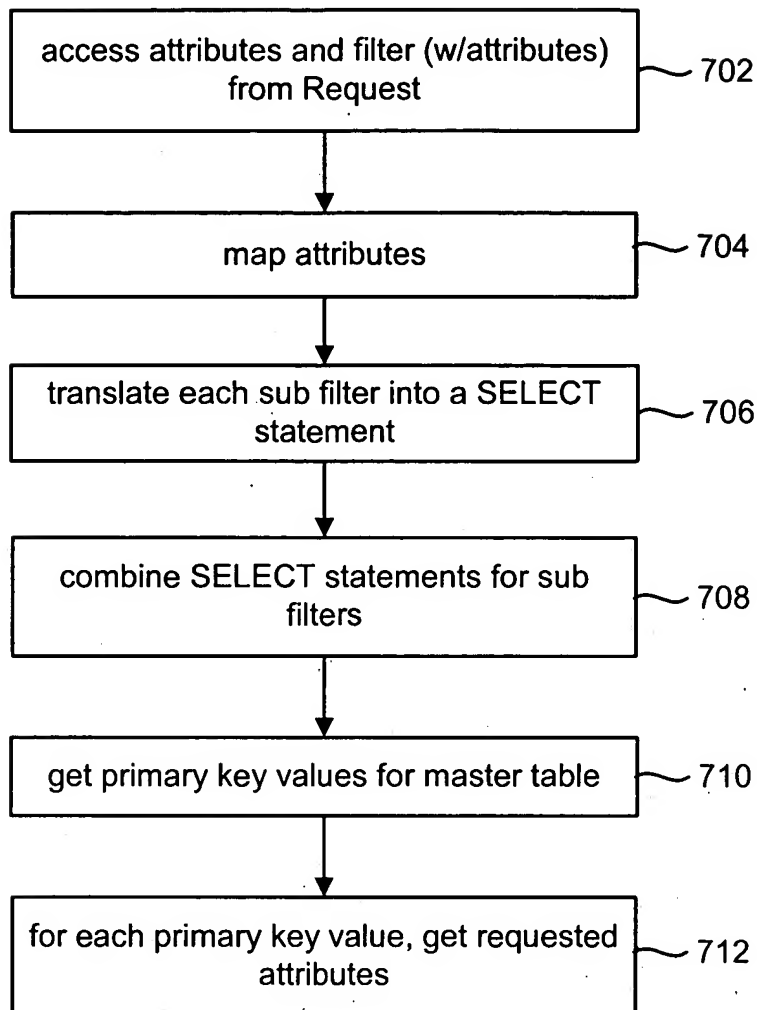 access attributes and filter (w/attributes)
from Request
702
map attributes
704
translate each sub filter into a SELECT
statement
706
combine SELECT statements for sub
filters
708
get primary key values for master table
710
for each primary key value, get requested
attributes
712